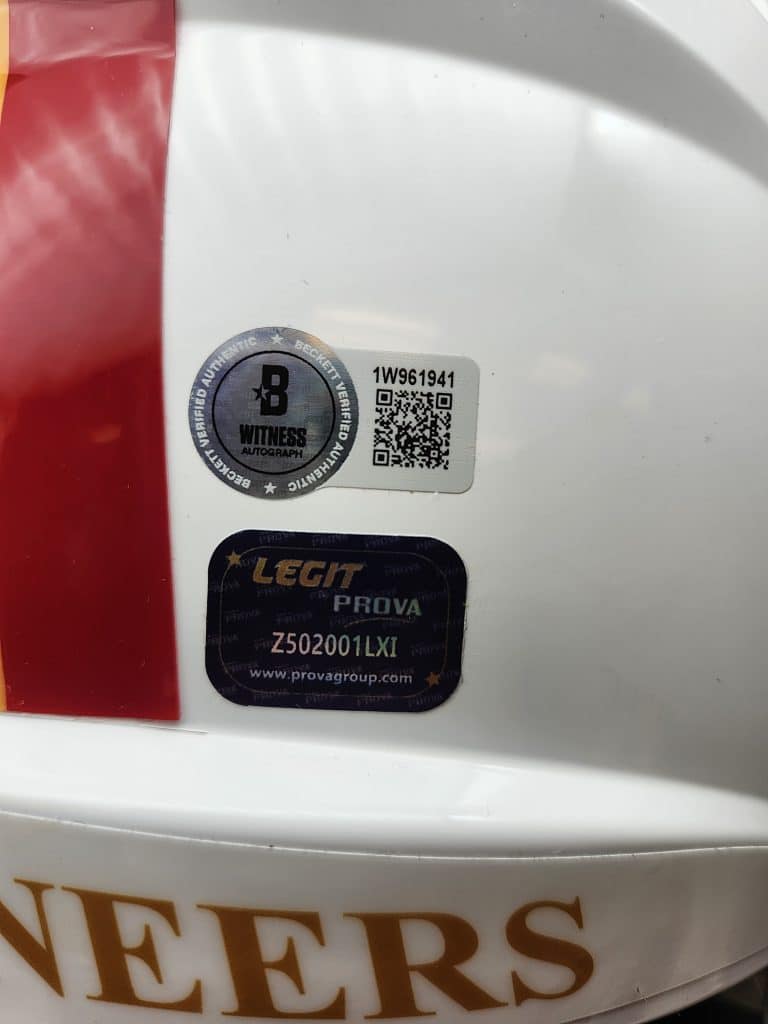 BECKETT VERIFIED AUTHENTIC ★ BECKETT VERIFIED AUTHENTIC ★
B
WITNESS
AUTOGRAPH
1W961941
LEGIT
PROVA
Z502001LXI
www.provagroup.com
NEERS